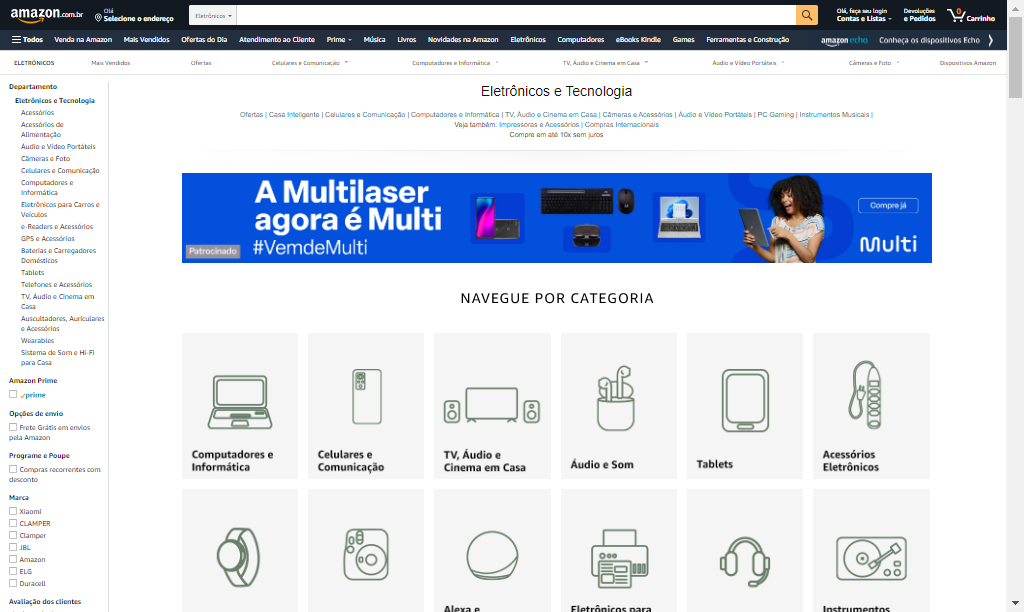 amazon.com.br
Olá
Selecione o endereço
Eletrônicos
Olá, faça seu login
Contas e Listas
Devoluções
e Pedidos
0
Carrinho
Todos
Venda na Amazon
Mais Vendidos
Ofertas do Dia
Atendimento ao Cliente
Prime
Música
Livros
Novidades na Amazon
Eletrônicos
Computadores
eBooks Kindle
Games
Ferramentas e Construção
amazon echo
Conheça os dispositivos Echo
ELETRÔNICOS
Mais Vendidos
Ofertas
Celulares e Comunicação
Computadores e Informática
TV, Áudio e Cinema em Casa
Áudio e Vídeo Portáteis
Câmeras e Foto
Dispositivos Amazon
Departamento
Eletrônicos e Tecnologia
Acessórios
Acessórios de
Alimentação
Áudio e Vídeo Portáteis
Câmeras e Foto
Celulares e Comunicação
Computadores e
Informática
Eletrônicos para Carros e
Veículos
e-Readers e Acessórios
GPS e Acessórios
Baterias e Carregadores
Domésticos
Tablets
Telefones e Acessórios
TV, Áudio e Cinema em
Casa
Auscultadores, Auriculares
e Acessórios
Wearables
Sistema de Som e Hi-Fi
para Casa
Amazon Prime
prime
Opções de envio
Frete Grátis em envios
pela Amazon
Programe e Poupe
Compras recorrentes com
desconto
Marca
Xiaomi
CLAMPER
Clamper
JBL
Amazon
ELG
Duracell
Avaliação dos clientes
Eletrônicos e Tecnologia
Ofertas | Casa Inteligente | Celulares e Comunicação | Computadores e Informática | TV, Áudio e Cinema em Casa | Câmeras e Acessórios | Áudio e Vídeo Portáteis | PC Gaming | Instrumentos Musicais |
Veja também: Impressoras e Acessórios | Compras Internacionais
Compre em até 10x sem juros
A Multilaser
agora é Multi
#VemdeMulti
Patrocinado
Compre já
Multi
NAVEGUE POR CATEGORIA
Computadores e
Informática
Celulares e
Comunicação
TV, Áudio e
Cinema em Casa
Áudio e Som
Tablets
Acessórios
Eletrônicos
Alexa e
Eletrônicos para
Instrumentos